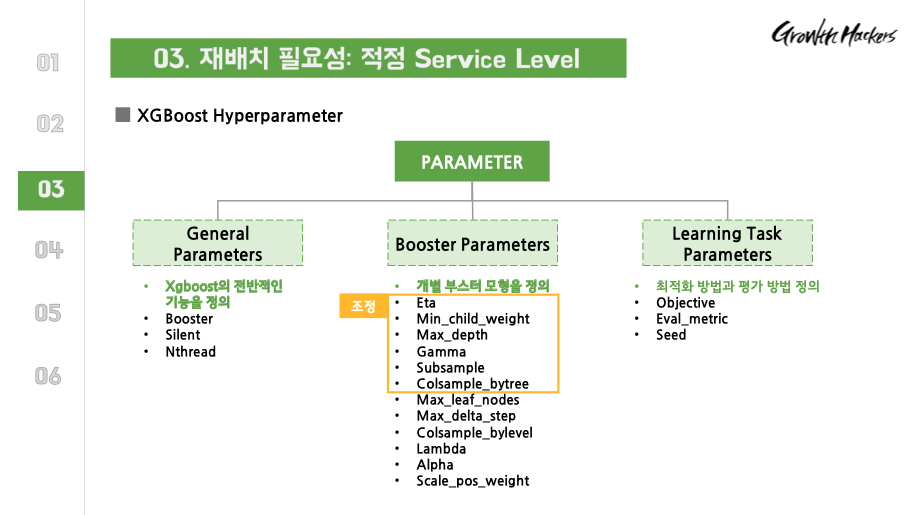 Growth Hackers
03. 재배치 필요성: 적정 Service Level
01
02
03
04
05
06
XGBoost Hyperparameter
PARAMETER
General
Parameters
• Xgboost의 전반적인
기능을 정의
• Booster
• Silent
• Nthread
Booster Parameters
• 개별 부스터 모형을 정의
조정
• Eta
• Min_child_weight
• Max_depth
• Gamma
• Subsample
• Colsample_bytree
• Max_leaf_nodes
• Max_delta_step
• Colsample_bylevel
• Lambda
• Alpha
• Scale_pos_weight
Learning Task
Parameters
• 최적화 방법과 평가 방법 정의
• Objective
• Eval_metric
• Seed